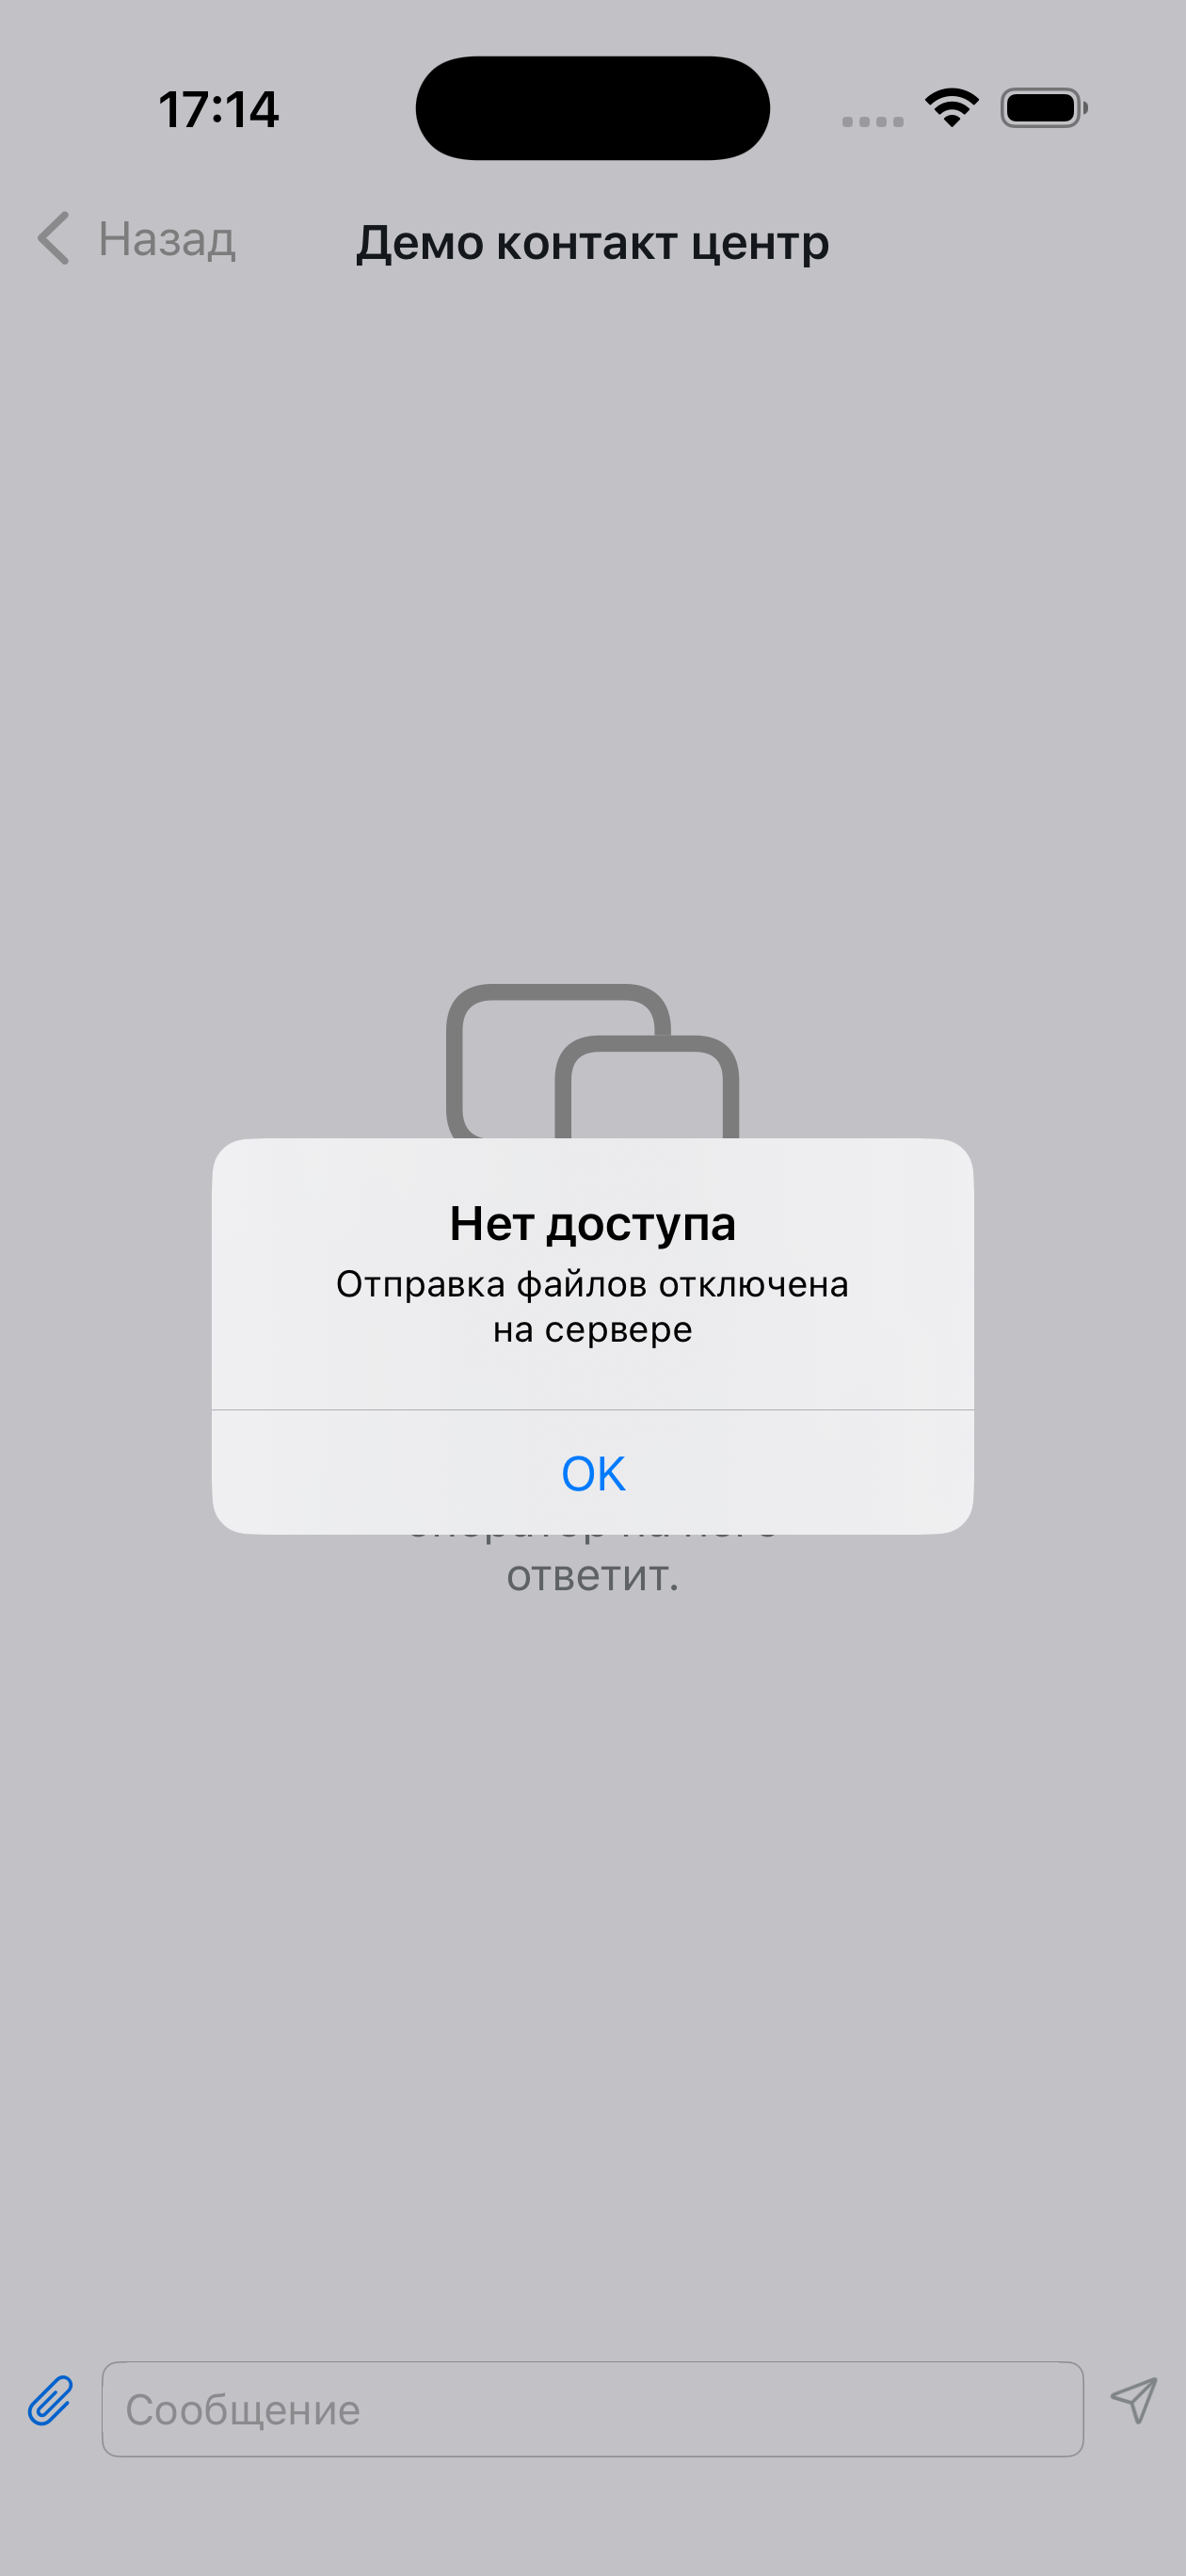 17:14
Назад
Демо контакт центр
Нет доступа
Отправка файлов отключена
на сервере
OK
ответит.
Сообщение